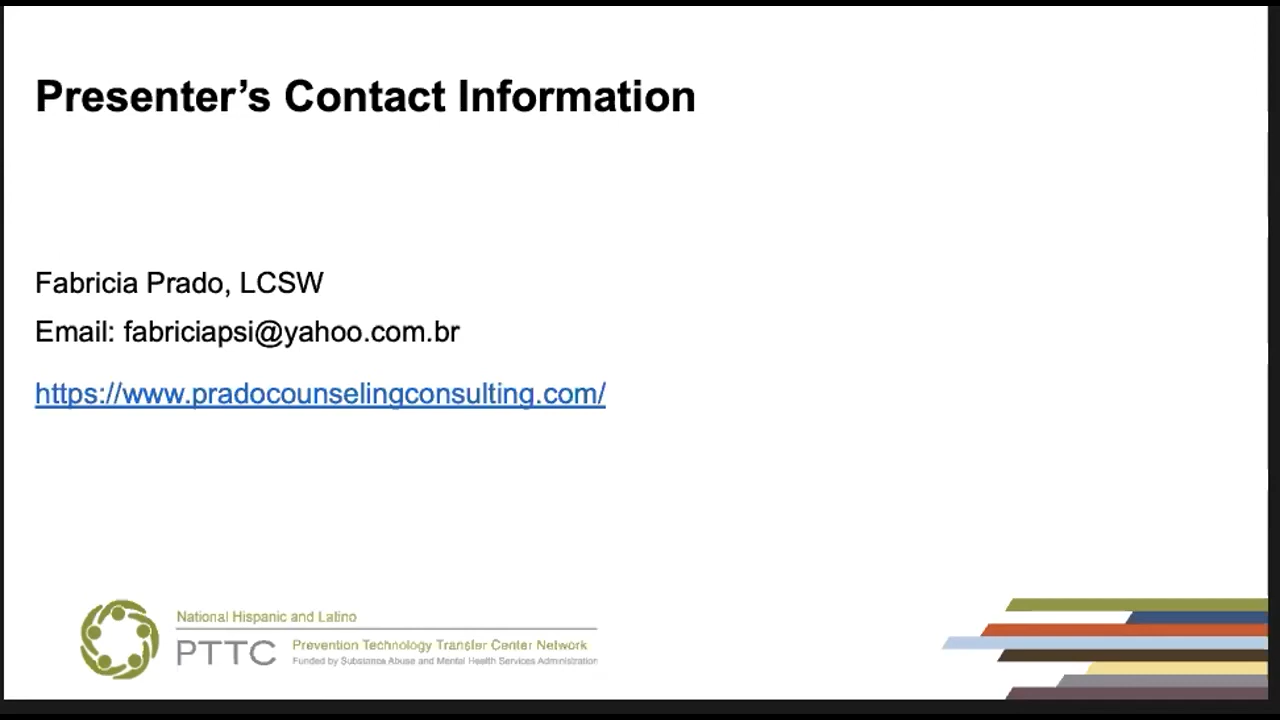 Presenter’s Contact Information
Fabricia Prado, LCSW
Email: fabriciapsi@yahoo.com.br
https://www.pradocounselingconsulting.com/
National Hispanic and Latino
PTTC
Prevention Technology Transfer Center Network
Funded by Substance Abuse and Mental Health Services Administration